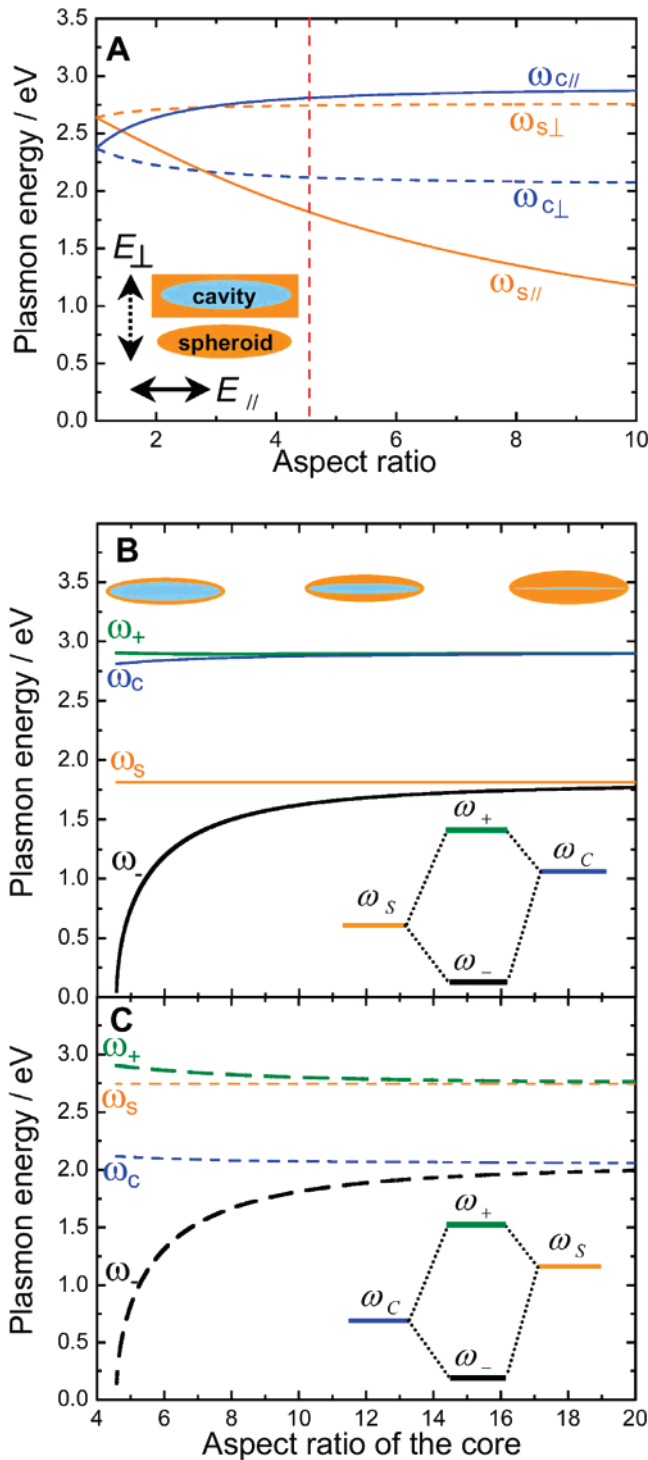 A
3.5
3.0
2.5
2.0
1.5
1.0
0.5
0.0
Plasmon energy / eV
ωc//
ωs⊥
ωc⊥
ωs//
E⊥
cavity
spheroid
E //
2 4 6 8 10
Aspect ratio
B
3.5
3.0
2.5
2.0
1.5
1.0
0.5
0.0
Plasmon energy / eV
ω+
ωc
ωs
ω-
ω+
ωS
ωC
ω−
C
3.0
2.5
2.0
1.5
1.0
0.5
0.0
Plasmon energy / eV
ω+
ωs
ωc
ω-
ω+
ωS
ωC
ω−
4 6 8 10 12 14 16 18 20
Aspect ratio of the core